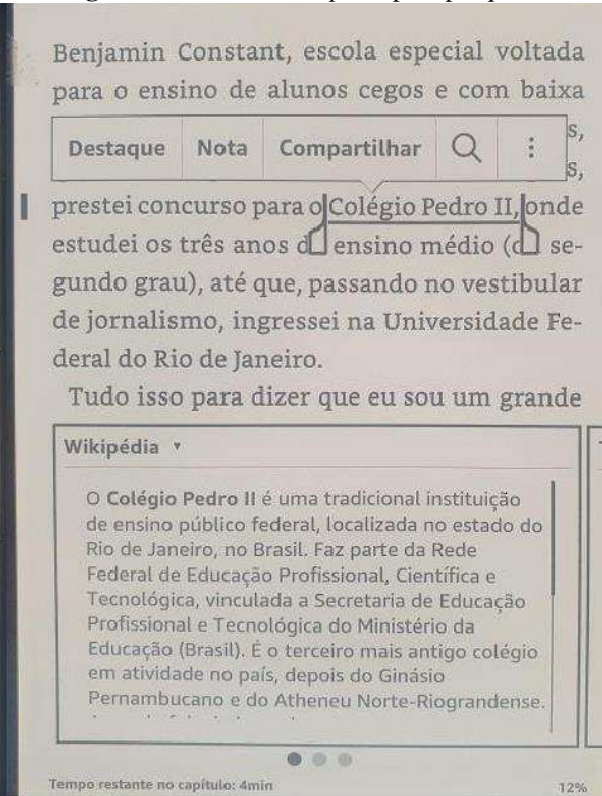 Benjamin Constant, escola especial voltada
para o ensino de alunos cegos e com baixa
s,
Destaque Nota Compartilhar
s,
prestei concurso para o Colégio Pedro II, onde
estudei os três anos d ensino médio (d se-
gundo grau), até que, passando no vestibular
de jornalismo, ingressei na Universidade Fe-
deral do Rio de Janeiro.
Tudo isso para dizer que eu sou um grande
Wikipédia
O Colégio Pedro II é uma tradicional instituição
de ensino público federal, localizada no estado do
Rio de Janeiro, no Brasil. Faz parte da Rede
Federal de Educação Profissional, Científica e
Tecnológica, vinculada a Secretaria de Educação
Profissional e Tecnológica do Ministério da
Educação (Brasil). É o terceiro mais antigo colégio
em atividade no país, depois do Ginásio
Pernambucano e do Atheneu Norte-Riograndense.
Tempo restante no capítulo: 4min
12%